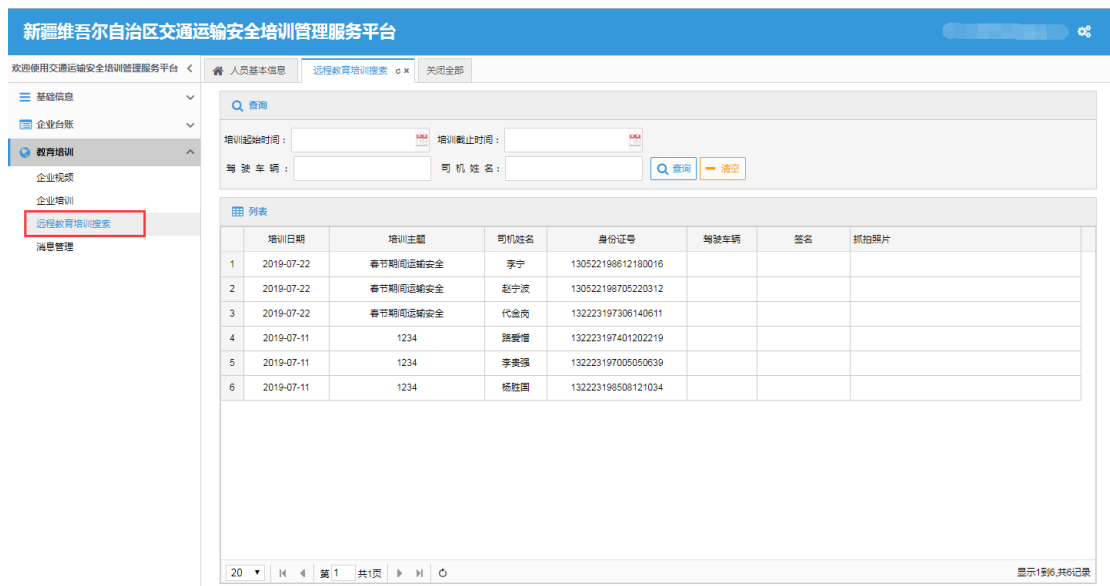 新疆维吾尔自治区交通运输安全培训管理服务平台
欢迎使用交通运输安全培训管理服务平台 人员基本信息 远程教育培训搜索 关闭全部
基础信息
企业台账
教育培训
企业视频
企业培训
远程教育培训搜索
消息管理
查询
培训起始时间： 培训截止时间：
驾驶车辆： 司机姓名： 查询 清空
列表
培训日期 培训主题 司机姓名 身份证号 驾驶车辆 签名 抓拍照片
1 2019-07-22 春节期间运输安全 李宁 130522198612180016
2 2019-07-22 春节期间运输安全 赵宁波 130522198705220312
3 2019-07-22 春节期间运输安全 代金岗 132223197306140611
4 2019-07-11 1234 路爱增 132223197401202219
5 2019-07-11 1234 李贵强 132223197005050639
6 2019-07-11 1234 杨胜国 132223198508121034
20 第 1 共1页 显示1到6,共6记录